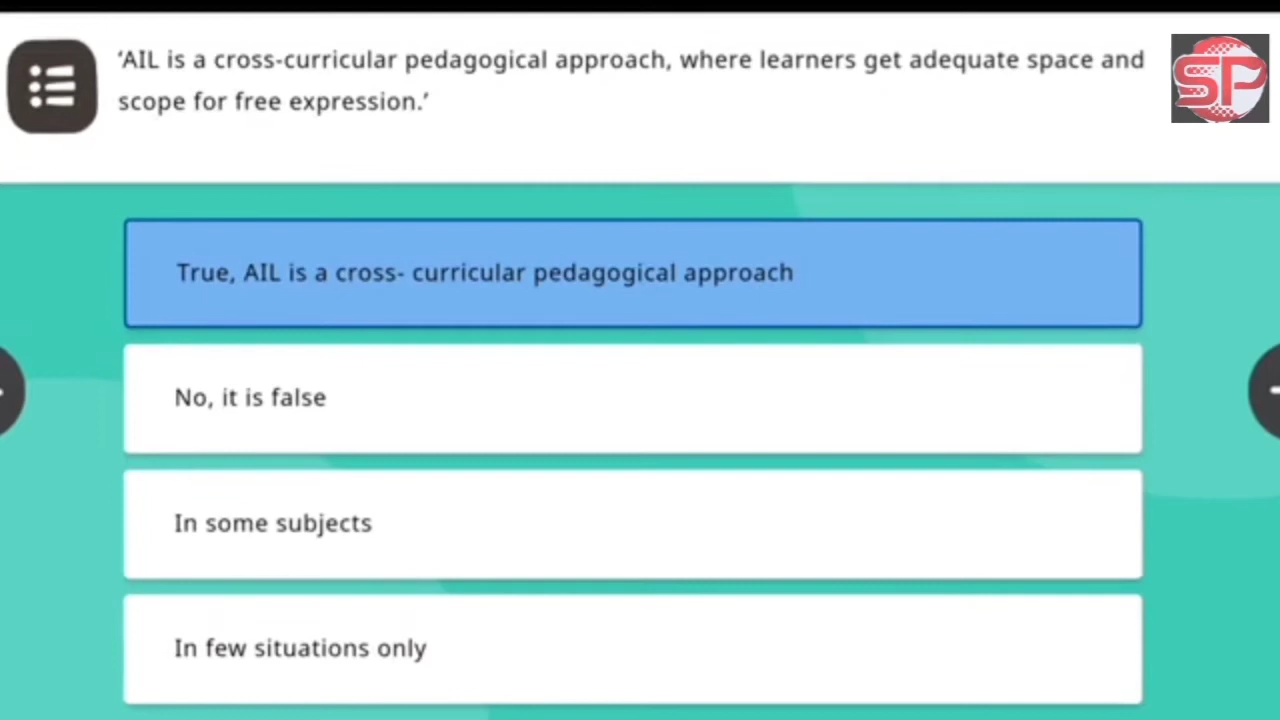 ‘AIL is a cross-curricular pedagogical approach, where learners get adequate space and
scope for free expression.’
SP
True, AIL is a cross- curricular pedagogical approach
No, it is false
In some subjects
In few situations only